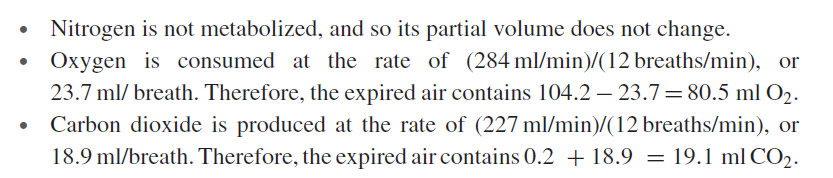 • Nitrogen is not metabolized, and so its partial volume does not change.
• Oxygen is consumed at the rate of (284 ml/min)/(12 breaths/min), or
23.7 ml/ breath. Therefore, the expired air contains 104.2 – 23.7 = 80.5 ml O₂.
• Carbon dioxide is produced at the rate of (227 ml/min)/(12 breaths/min), or
18.9 ml/breath. Therefore, the expired air contains 0.2 + 18.9 = 19.1 ml CO₂.